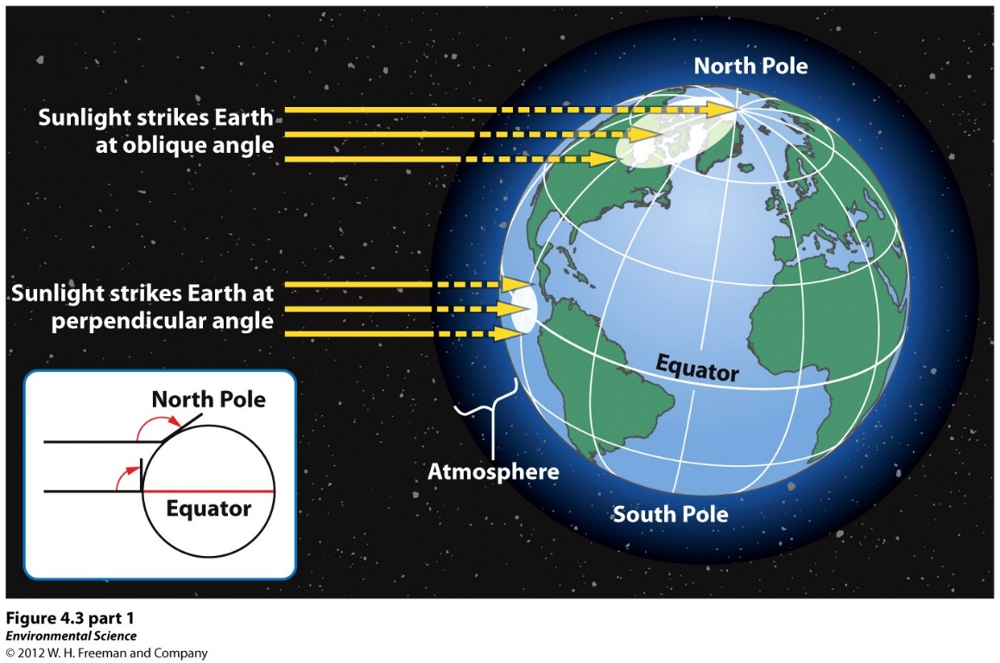 North Pole
Sunlight strikes Earth
at oblique angle
Sunlight strikes Earth at
perpendicular angle
Equator
North Pole
Equator
Atmosphere
South Pole
Figure 4.3 part 1
Environmental Science
© 2012 W. H. Freeman and Company